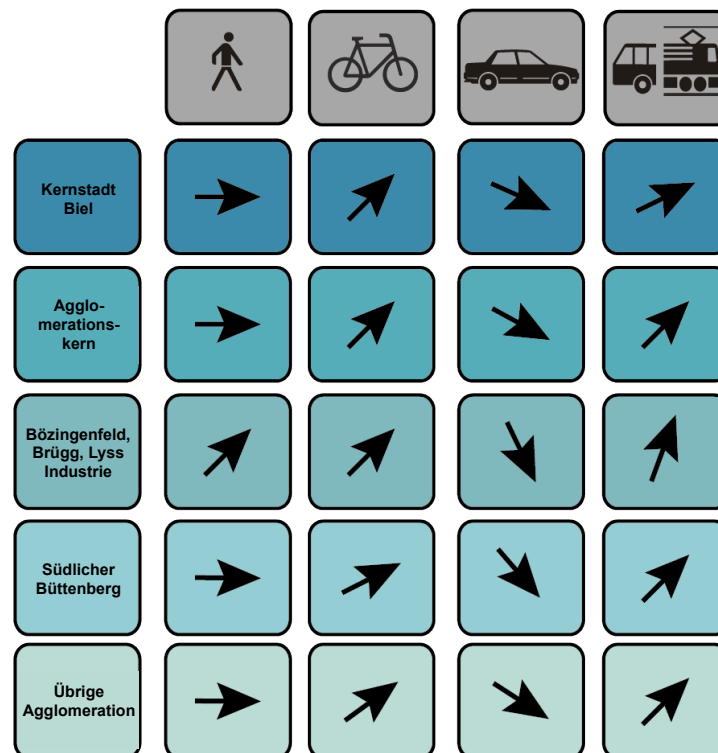 Kernstadt
Biel
Agglo-
merations-
kern
Bözingenfeld,
Brügg, Lyss
Industrie
Südlicher
Büttenberg
Übrige
Agglomeration